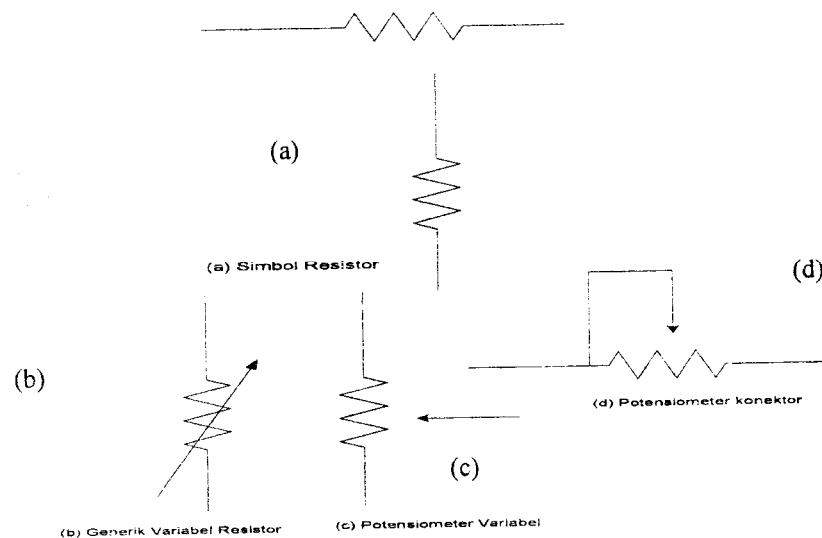 (a)
(a) Simbol Resistor
(d)
(b)
(d) Potensiometer konektor
(c)
(b) Generik Variabel Resistor
(c) Potensiometer Variabel